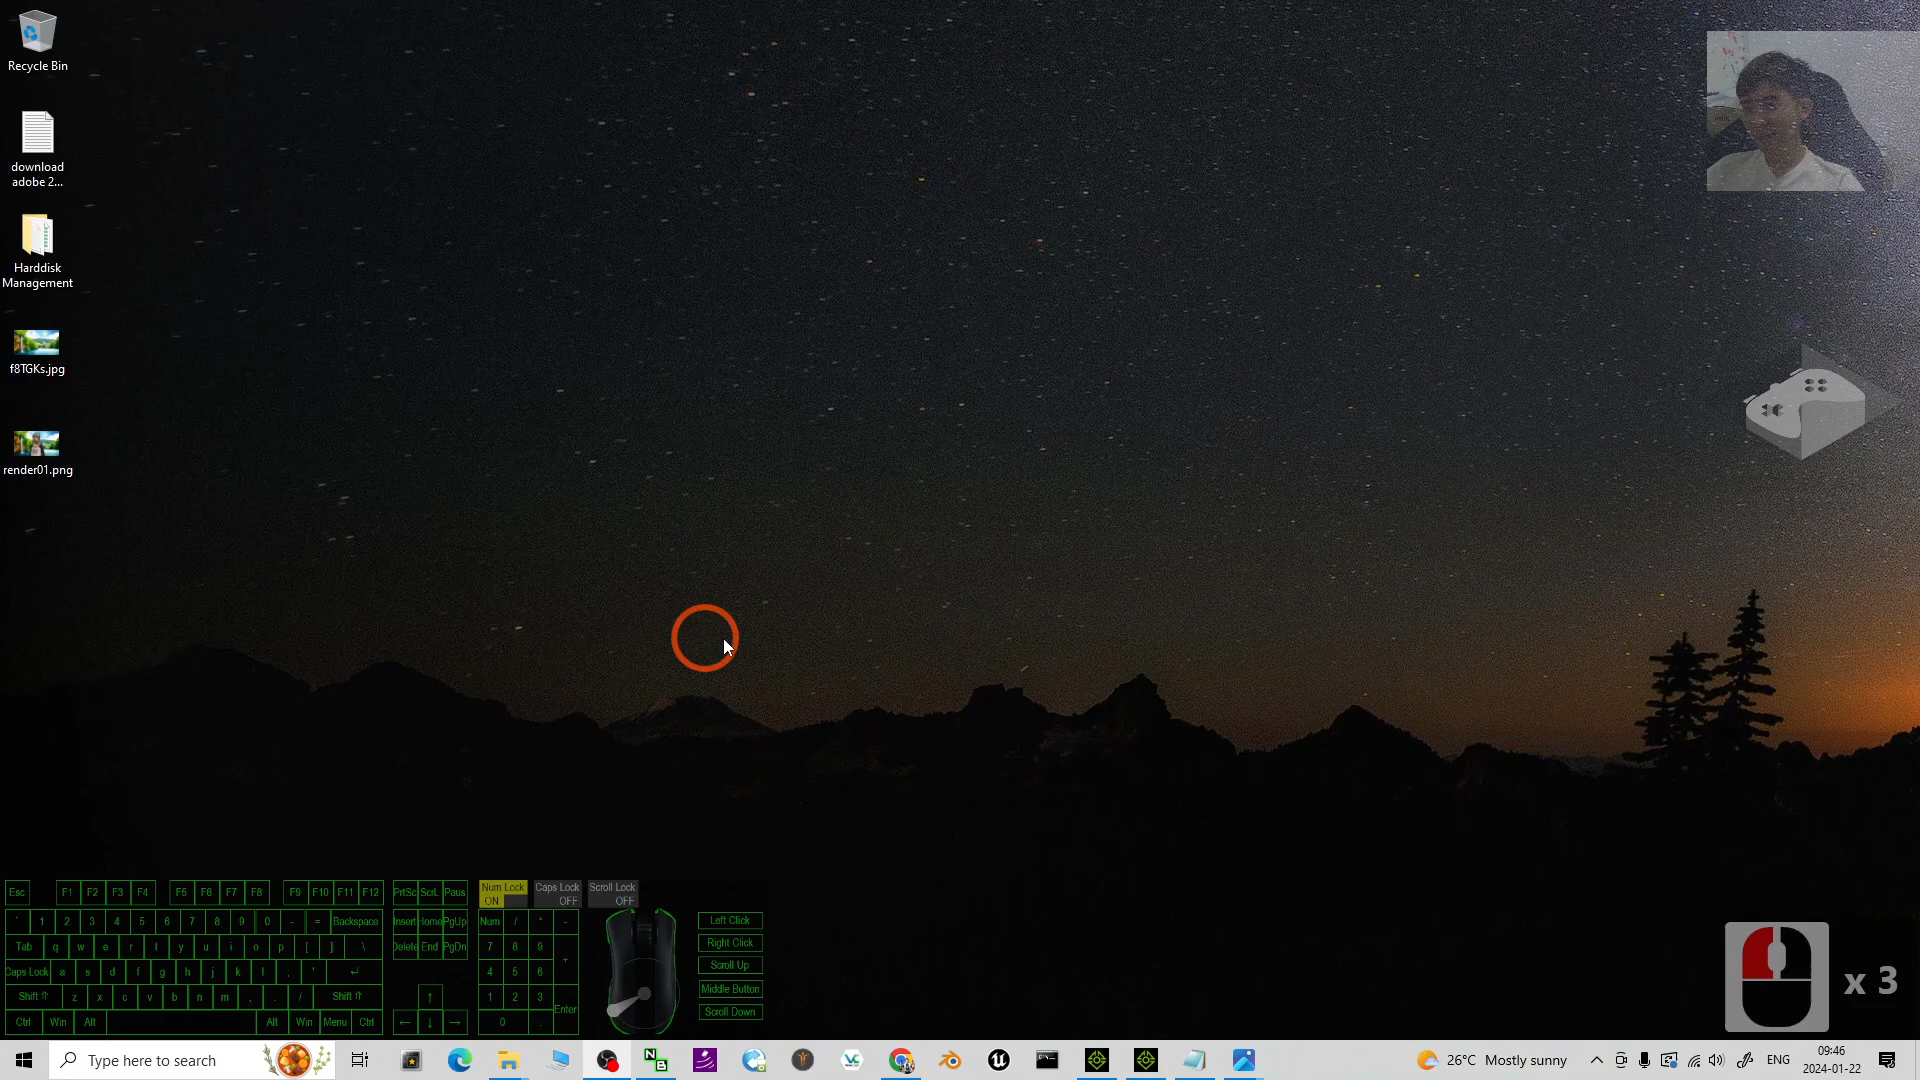 Recycle Bin
download
adobe 2...
Harddisk
Management
f8TGKs.jpg
render01.png
Esc F1 F2 F3 F4 F5 F6 F7 F8 F9 F10 F11 F12 PrtSc ScrL Paus
Num Lock Caps Lock Scroll Lock
ON OFF OFF
` 1 2 3 4 5 6 7 8 9 0 - = Backspace Insert Home PgUp Num / * -
Tab q w e r t y u i o p [ ] \ Delete End PgDn 7 8 9 +
Caps Lock a s d f g h j k l ; ' ↵ 4 5 6
Shift ⇧ z x c v b n m , . / Shift ⇧ ↑ 1 2 3 Enter
Ctrl Win Alt Alt Win Menu Ctrl ← ↓ → 0 .
Left Click
Right Click
Scroll Up
Middle Button
Scroll Down
x 3
Type here to search
26°C Mostly sunny
ENG
09:46
2024-01-22